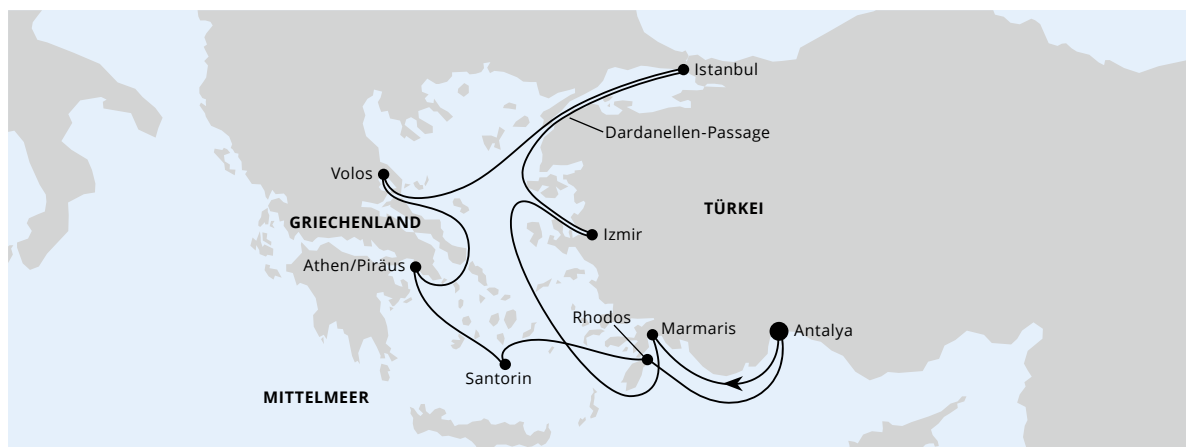 Istanbul
Dardanellen-Passage
Volos
TÜRKEI
GRIECHENLAND
Izmir
Athen/Piräus
Rhodos
Marmaris
Antalya
Santorin
MITTELMEER